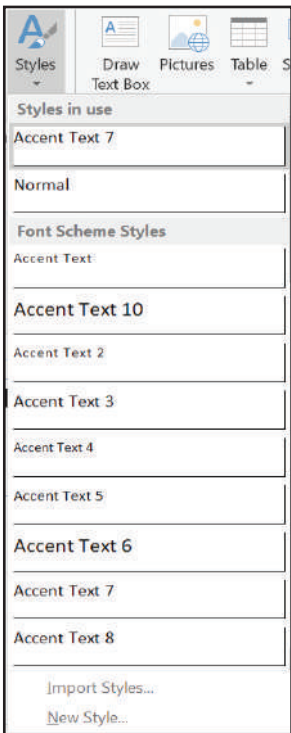 Styles
Draw
Text Box
Pictures
Table
S
Styles in use
Accent Text 7
Normal
Font Scheme Styles
Accent Text
Accent Text 10
Accent Text 2
Accent Text 3
Accent Text 4
Accent Text 5
Accent Text 6
Accent Text 7
Accent Text 8
Import Styles...
New Style...